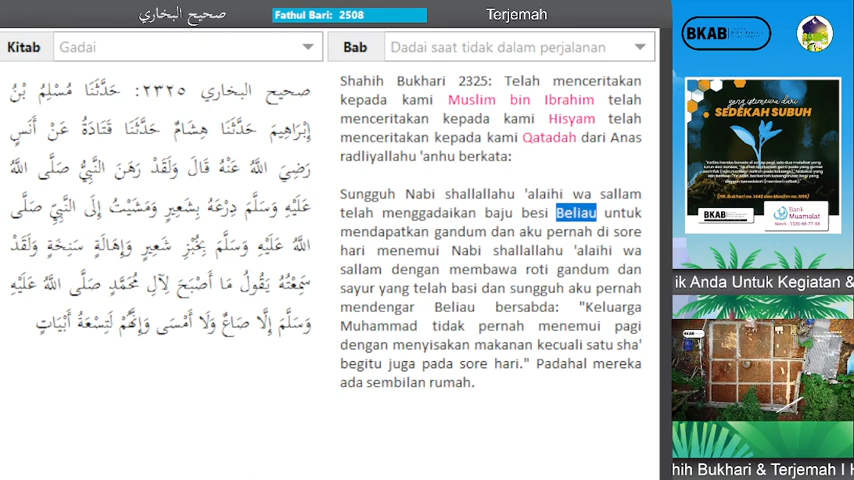 صحيح البخاري
Fathul Bari: 2508
Terjemah
Kitab
Gadai
Bab
Dadai saat tidak dalam perjalanan
صحيح البخاري ٢٣٢٥: حَدَّثَنَا مُسْلِمُ بْنُ
إِبْرَاهِيمَ حَدَّثَنَا هِشَامٌ حَدَّثَنَا قَتَادَةُ عَنْ أَنَسٍ
رَضِيَ اللَّهُ عَنْهُ قَالَ وَلَقَدْ رَهَنَ النَّبِيُّ صَلَّى اللَّهُ
عَلَيْهِ وَسَلَّمَ دِرْعَهُ بِشَعِيرٍ وَمَشَيْتُ إِلَى النَّبِيِّ صَلَّى
اللَّهُ عَلَيْهِ وَسَلَّمَ بِخُبْزِ شَعِيرٍ وَإِهَالَةٍ سَنِخَةٍ وَلَقَدْ
سَمِعْتُهُ يَقُولُ مَا أَصْبَحَ لِآلِ مُحَمَّدٍ صَلَّى اللَّهُ عَلَيْهِ
وَسَلَّمَ إِلَّا صَاعٌ وَلَا أَمْسَى وَإِنَّهُمْ لَتِسْعَةُ أَبْيَاتٍ
Shahih Bukhari 2325: Telah menceritakan
kepada kami Muslim bin Ibrahim telah
menceritakan kepada kami Hisyam telah
menceritakan kepada kami Qatadah dari Anas
radliyallahu 'anhu berkata:
Sungguh Nabi shallallahu 'alaihi wa sallam
telah menggadaikan baju besi Beliau untuk
mendapatkan gandum dan aku pernah di sore
hari menemui Nabi shallallahu 'alaihi wa
sallam dengan membawa roti gandum dan
sayur yang telah basi dan sungguh aku pernah
mendengar Beliau bersabda: "Keluarga
Muhammad tidak pernah menemui pagi
dengan menyisakan makanan kecuali satu sha'
begitu juga pada sore hari." Padahal mereka
ada sembilan rumah.
BKAB
yang istimewa dari
SEDEKAH SUBUH
BKAB
Bank
Muamalat
ik Anda Untuk Kegiatan &
BKAB
hih Bukhari & Terjemah I H